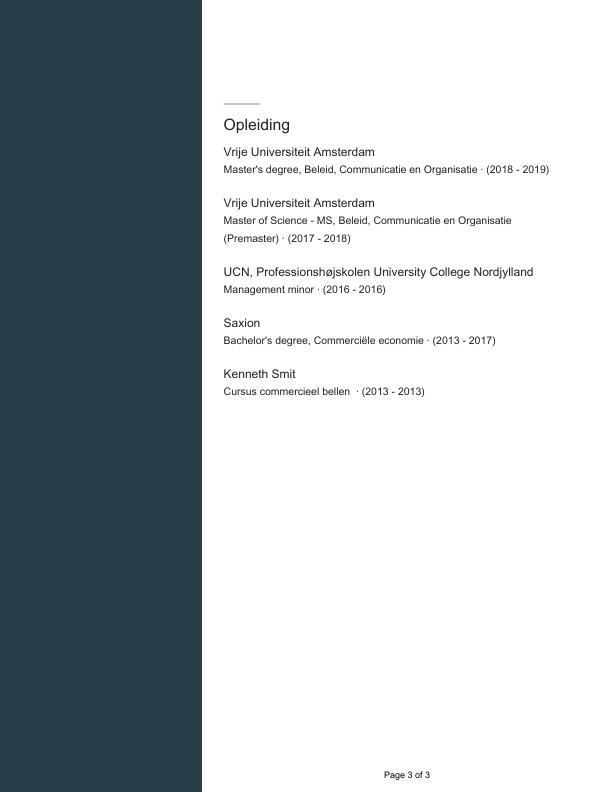 Opleiding
Vrije Universiteit Amsterdam
Master's degree, Beleid, Communicatie en Organisatie · (2018 - 2019)
Vrije Universiteit Amsterdam
Master of Science - MS, Beleid, Communicatie en Organisatie
(Premaster) · (2017 - 2018)
UCN, Professionshøjskolen University College Nordjylland
Management minor · (2016 - 2016)
Saxion
Bachelor's degree, Commerciële economie · (2013 - 2017)
Kenneth Smit
Cursus commercieel bellen · (2013 - 2013)
Page 3 of 3